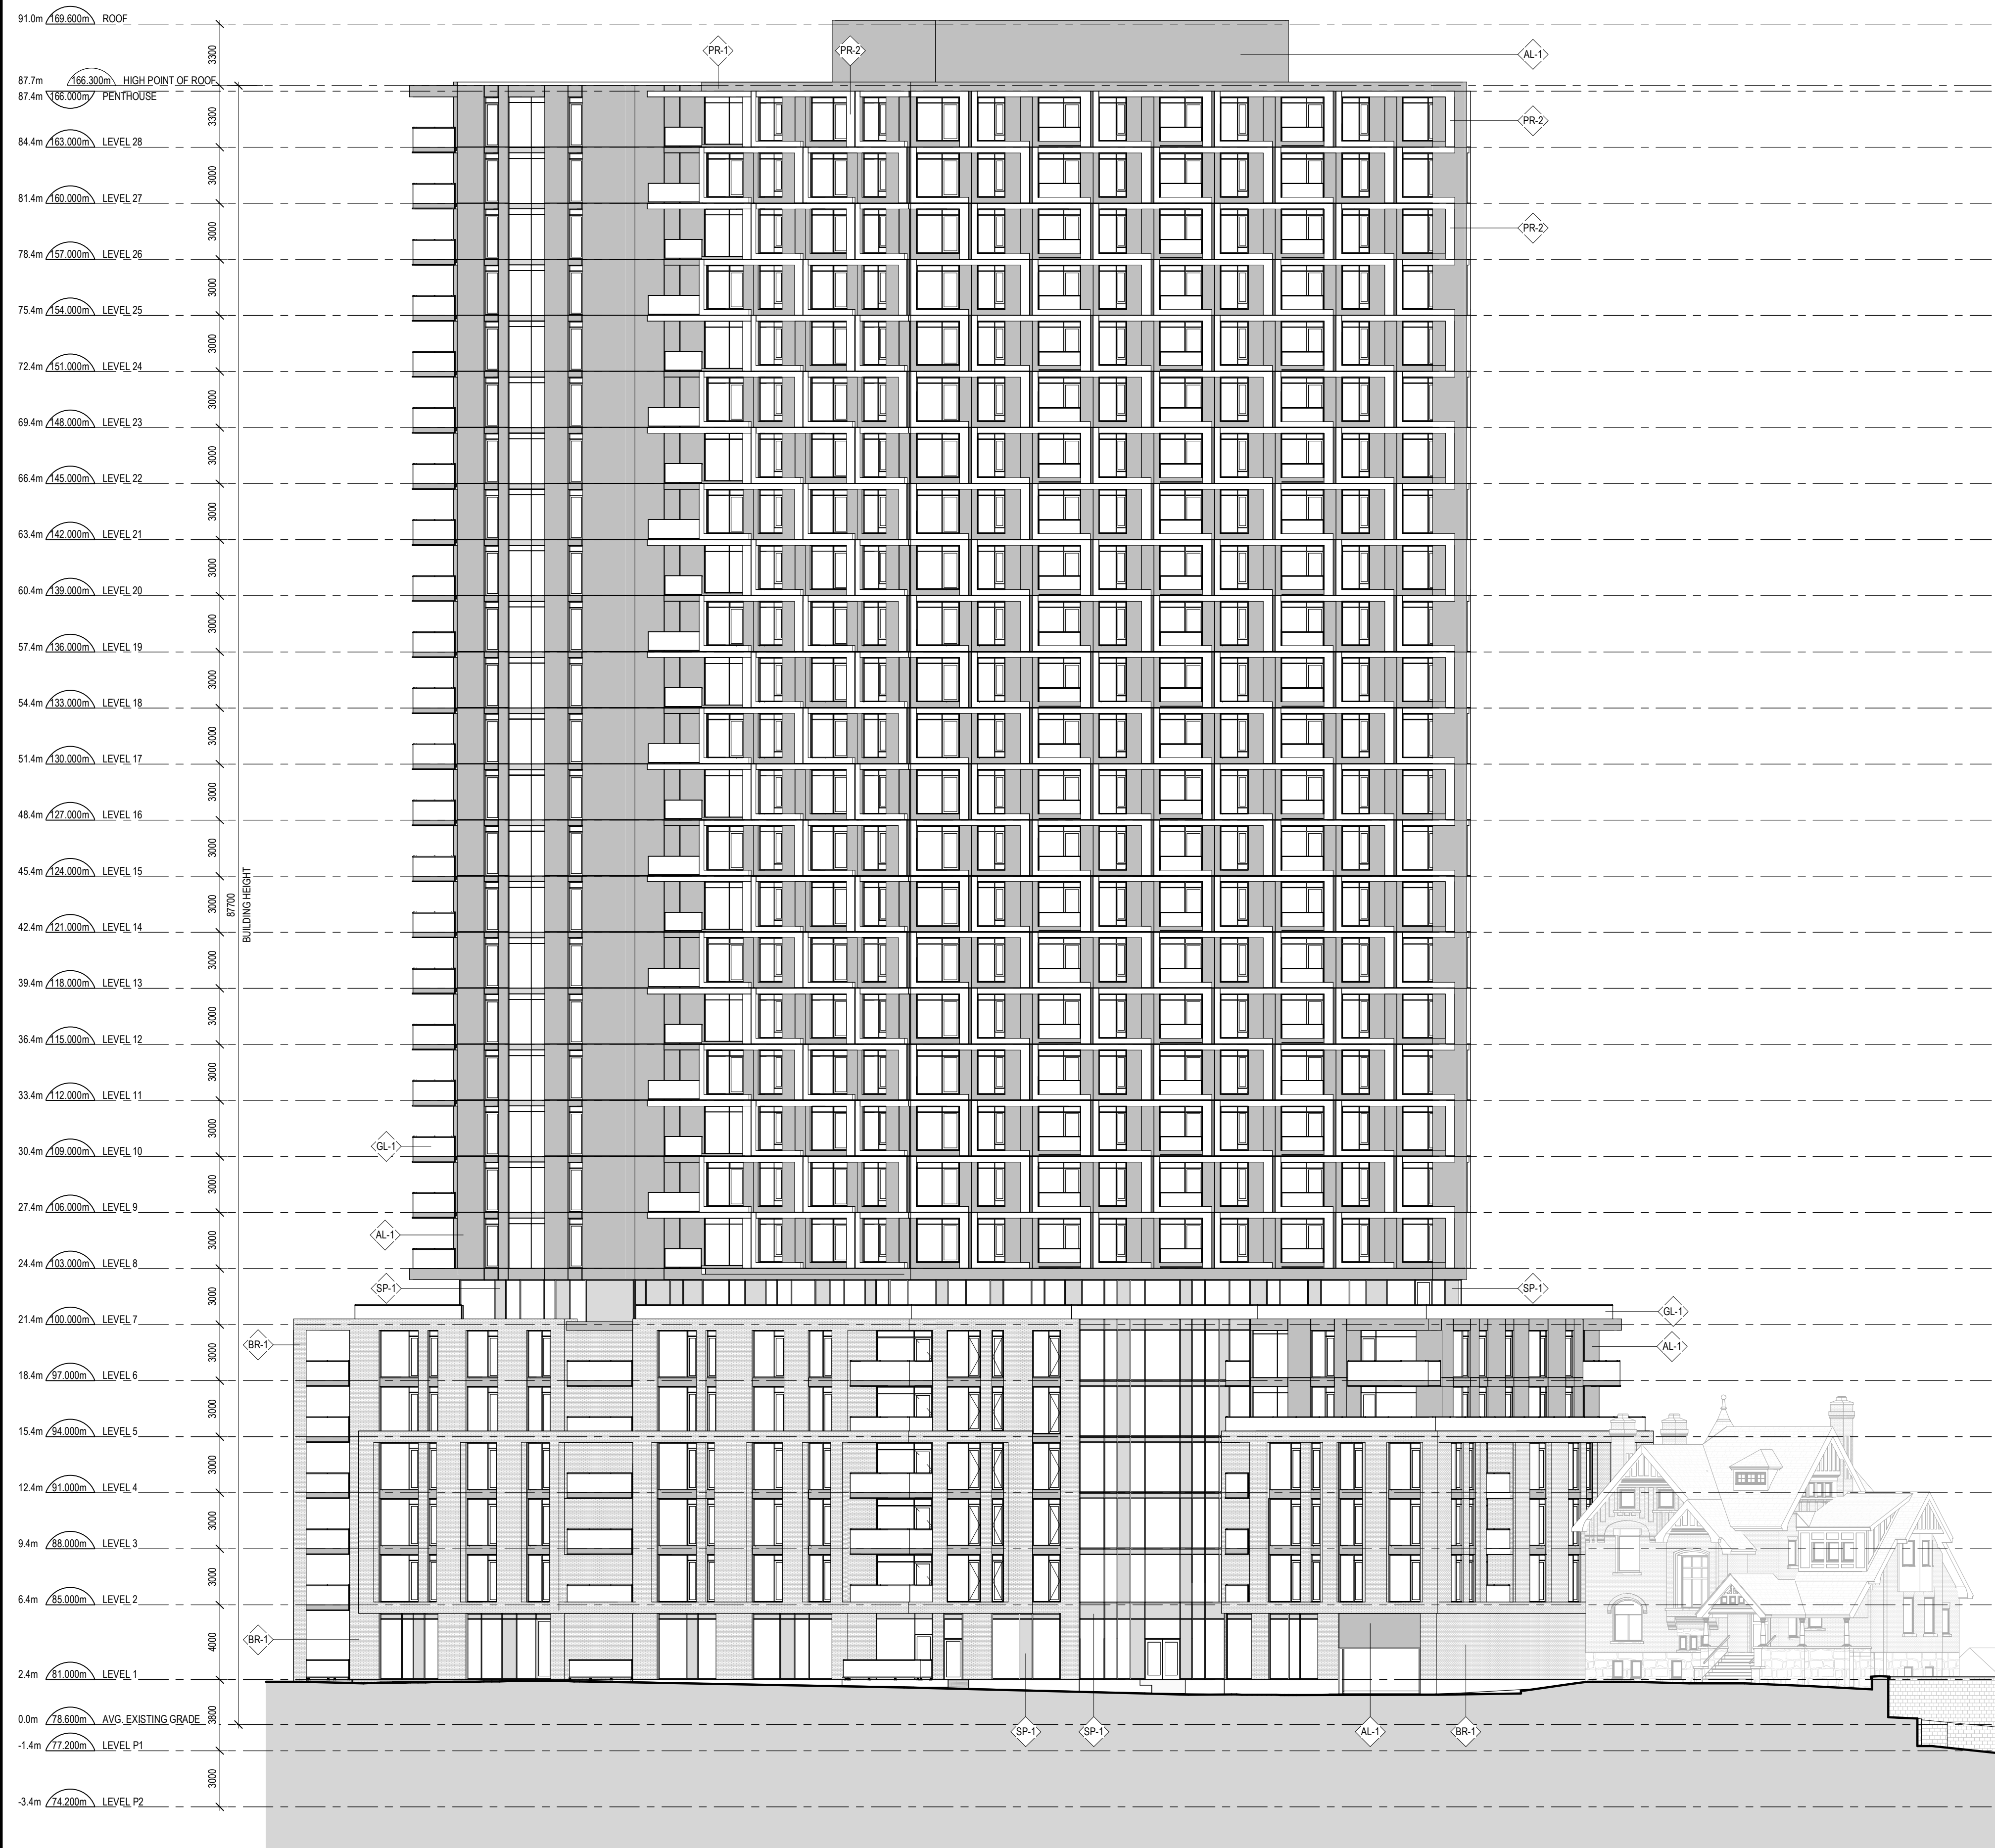 91.0m 169.600m ROOF
3300
PR-1
PR-2
AL-1
87.7m 166.300m HIGH POINT OF ROOF
87.4m 166.000m PENTHOUSE
3300
PR-2
84.4m 163.000m LEVEL 28
3000
81.4m 160.000m LEVEL 27
3000
PR-2
78.4m 157.000m LEVEL 26
3000
75.4m 154.000m LEVEL 25
3000
72.4m 151.000m LEVEL 24
3000
69.4m 148.000m LEVEL 23
3000
66.4m 145.000m LEVEL 22
3000
63.4m 142.000m LEVEL 21
3000
60.4m 139.000m LEVEL 20
3000
57.4m 136.000m LEVEL 19
3000
54.4m 133.000m LEVEL 18
3000
51.4m 130.000m LEVEL 17
3000
48.4m 127.000m LEVEL 16
3000
45.4m 124.000m LEVEL 15
3000
87700
BUILDING HEIGHT
42.4m 121.000m LEVEL 14
3000
39.4m 118.000m LEVEL 13
3000
36.4m 115.000m LEVEL 12
3000
33.4m 112.000m LEVEL 11
3000
GL-1
30.4m 109.000m LEVEL 10
3000
27.4m 106.000m LEVEL 9
3000
AL-1
24.4m 103.000m LEVEL 8
3000
SP-1
SP-1
GL-1
21.4m 100.000m LEVEL 7
BR-1
3000
AL-1
18.4m 97.000m LEVEL 6
3000
15.4m 94.000m LEVEL 5
3000
12.4m 91.000m LEVEL 4
3000
9.4m 88.000m LEVEL 3
3000
6.4m 85.000m LEVEL 2
4000
BR-1
2.4m 81.000m LEVEL 1
3800
0.0m 78.600m AVG. EXISTING GRADE
SP-1
SP-1
AL-1
BR-1
-1.4m 77.200m LEVEL P1
3000
-3.4m 74.200m LEVEL P2